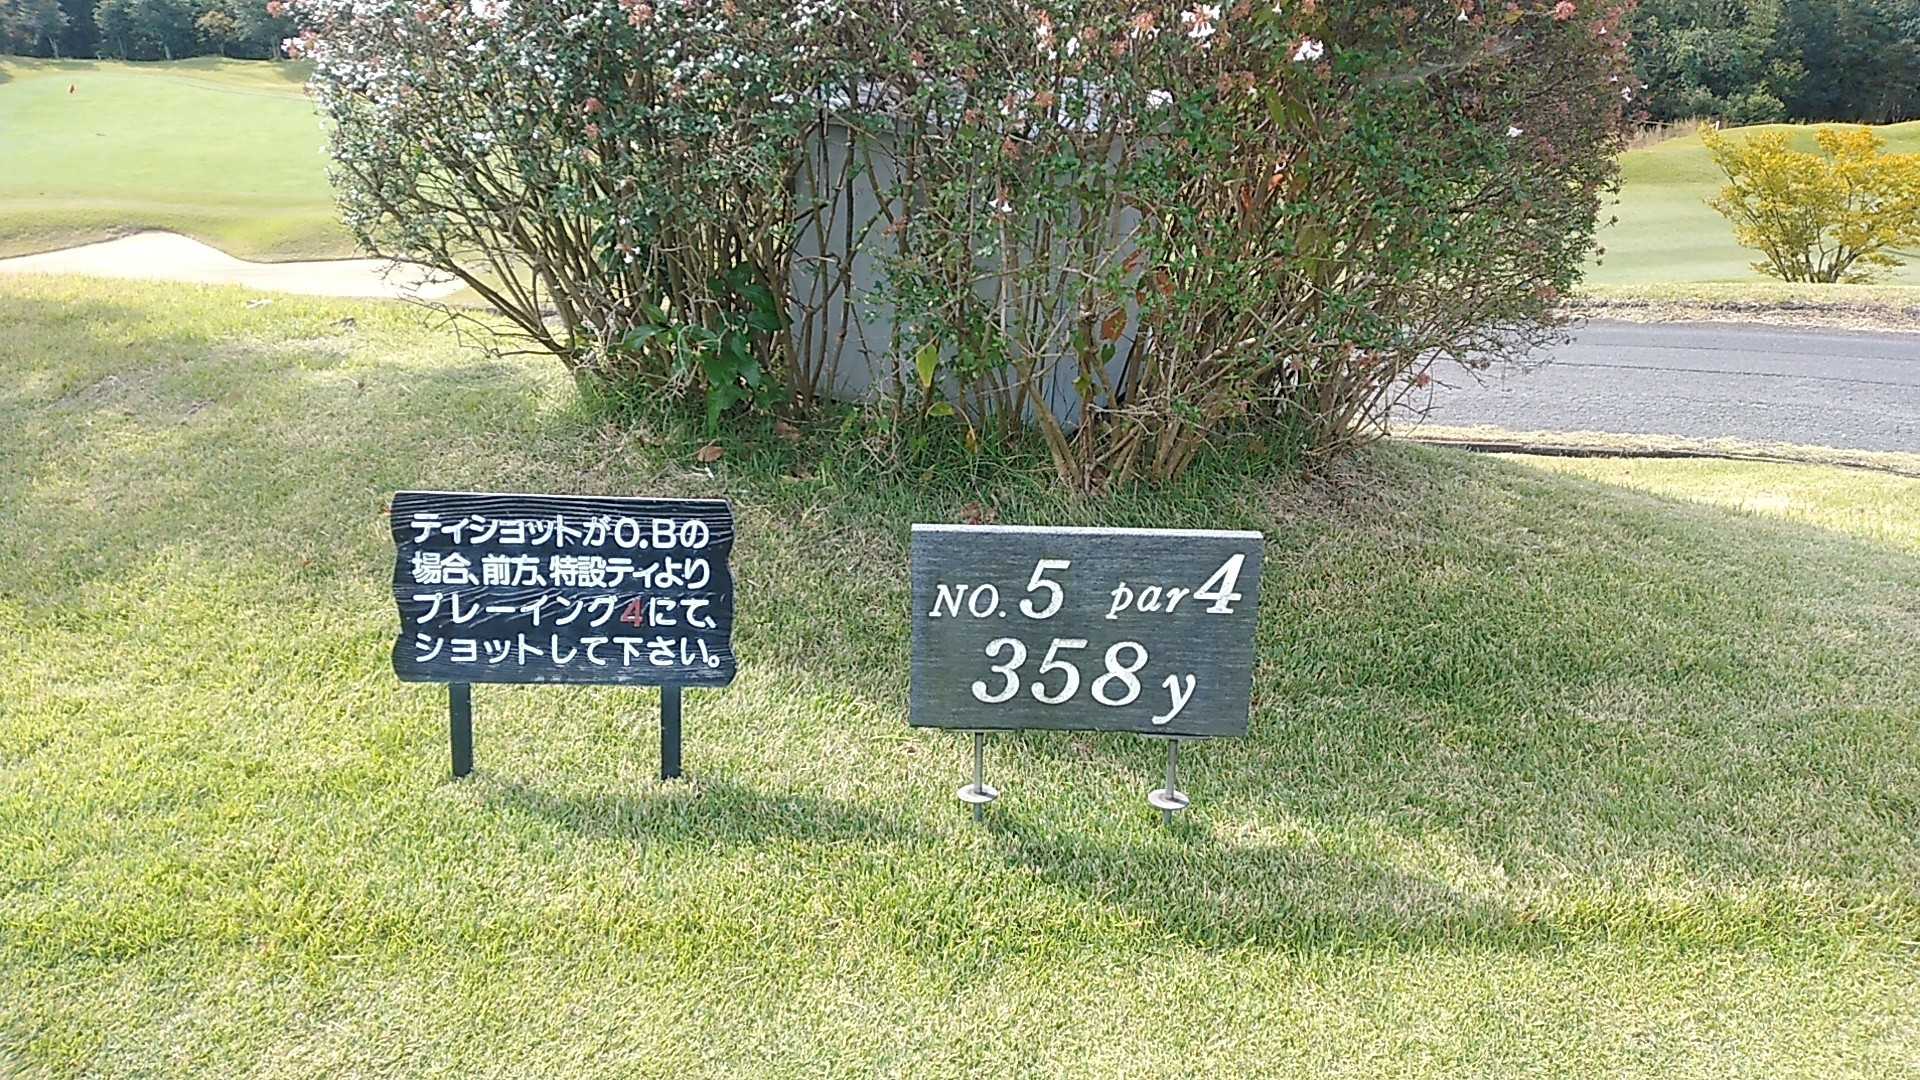 ティショットがO.Bの
場合、前方、特設ティより
プレーイング4にて、
ショットして下さい。
NO.5 par4
358y